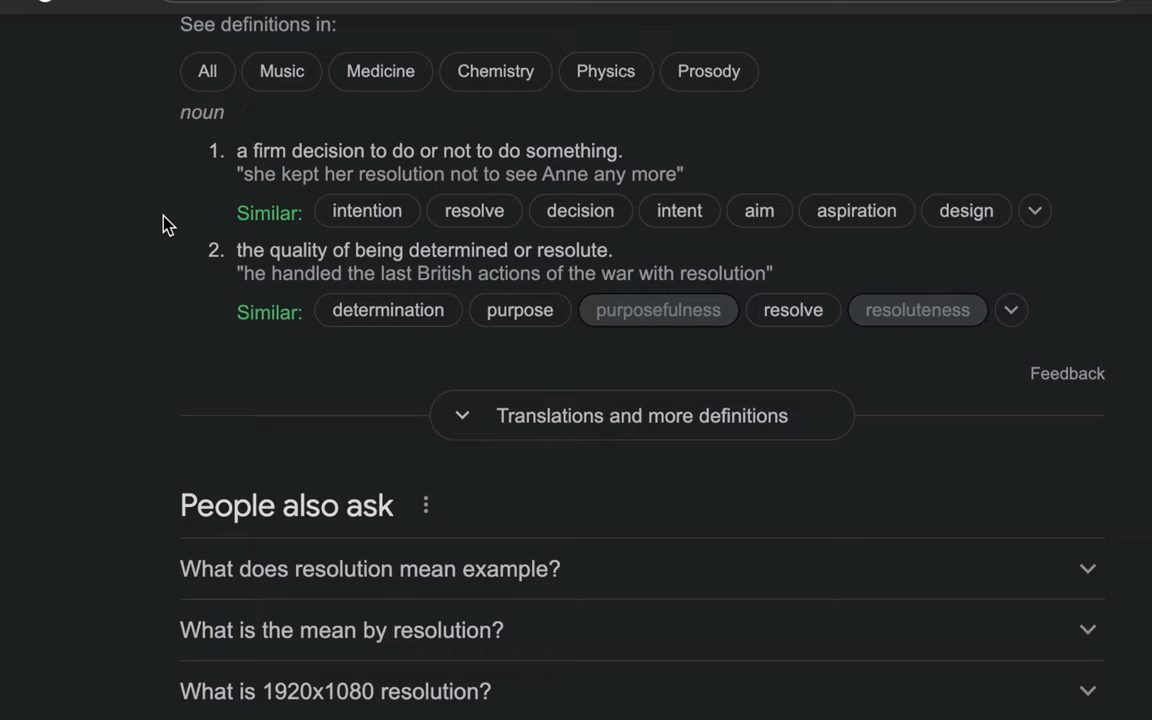 See definitions in:
All Music Medicine Chemistry Physics Prosody
noun
1. a firm decision to do or not to do something.
"she kept her resolution not to see Anne any more"
Similar: intention resolve decision intent aim aspiration design
2. the quality of being determined or resolute.
"he handled the last British actions of the war with resolution"
Similar: determination purpose purposefulness resolve resoluteness
Feedback
Translations and more definitions
People also ask
What does resolution mean example?
What is the mean by resolution?
What is 1920x1080 resolution?